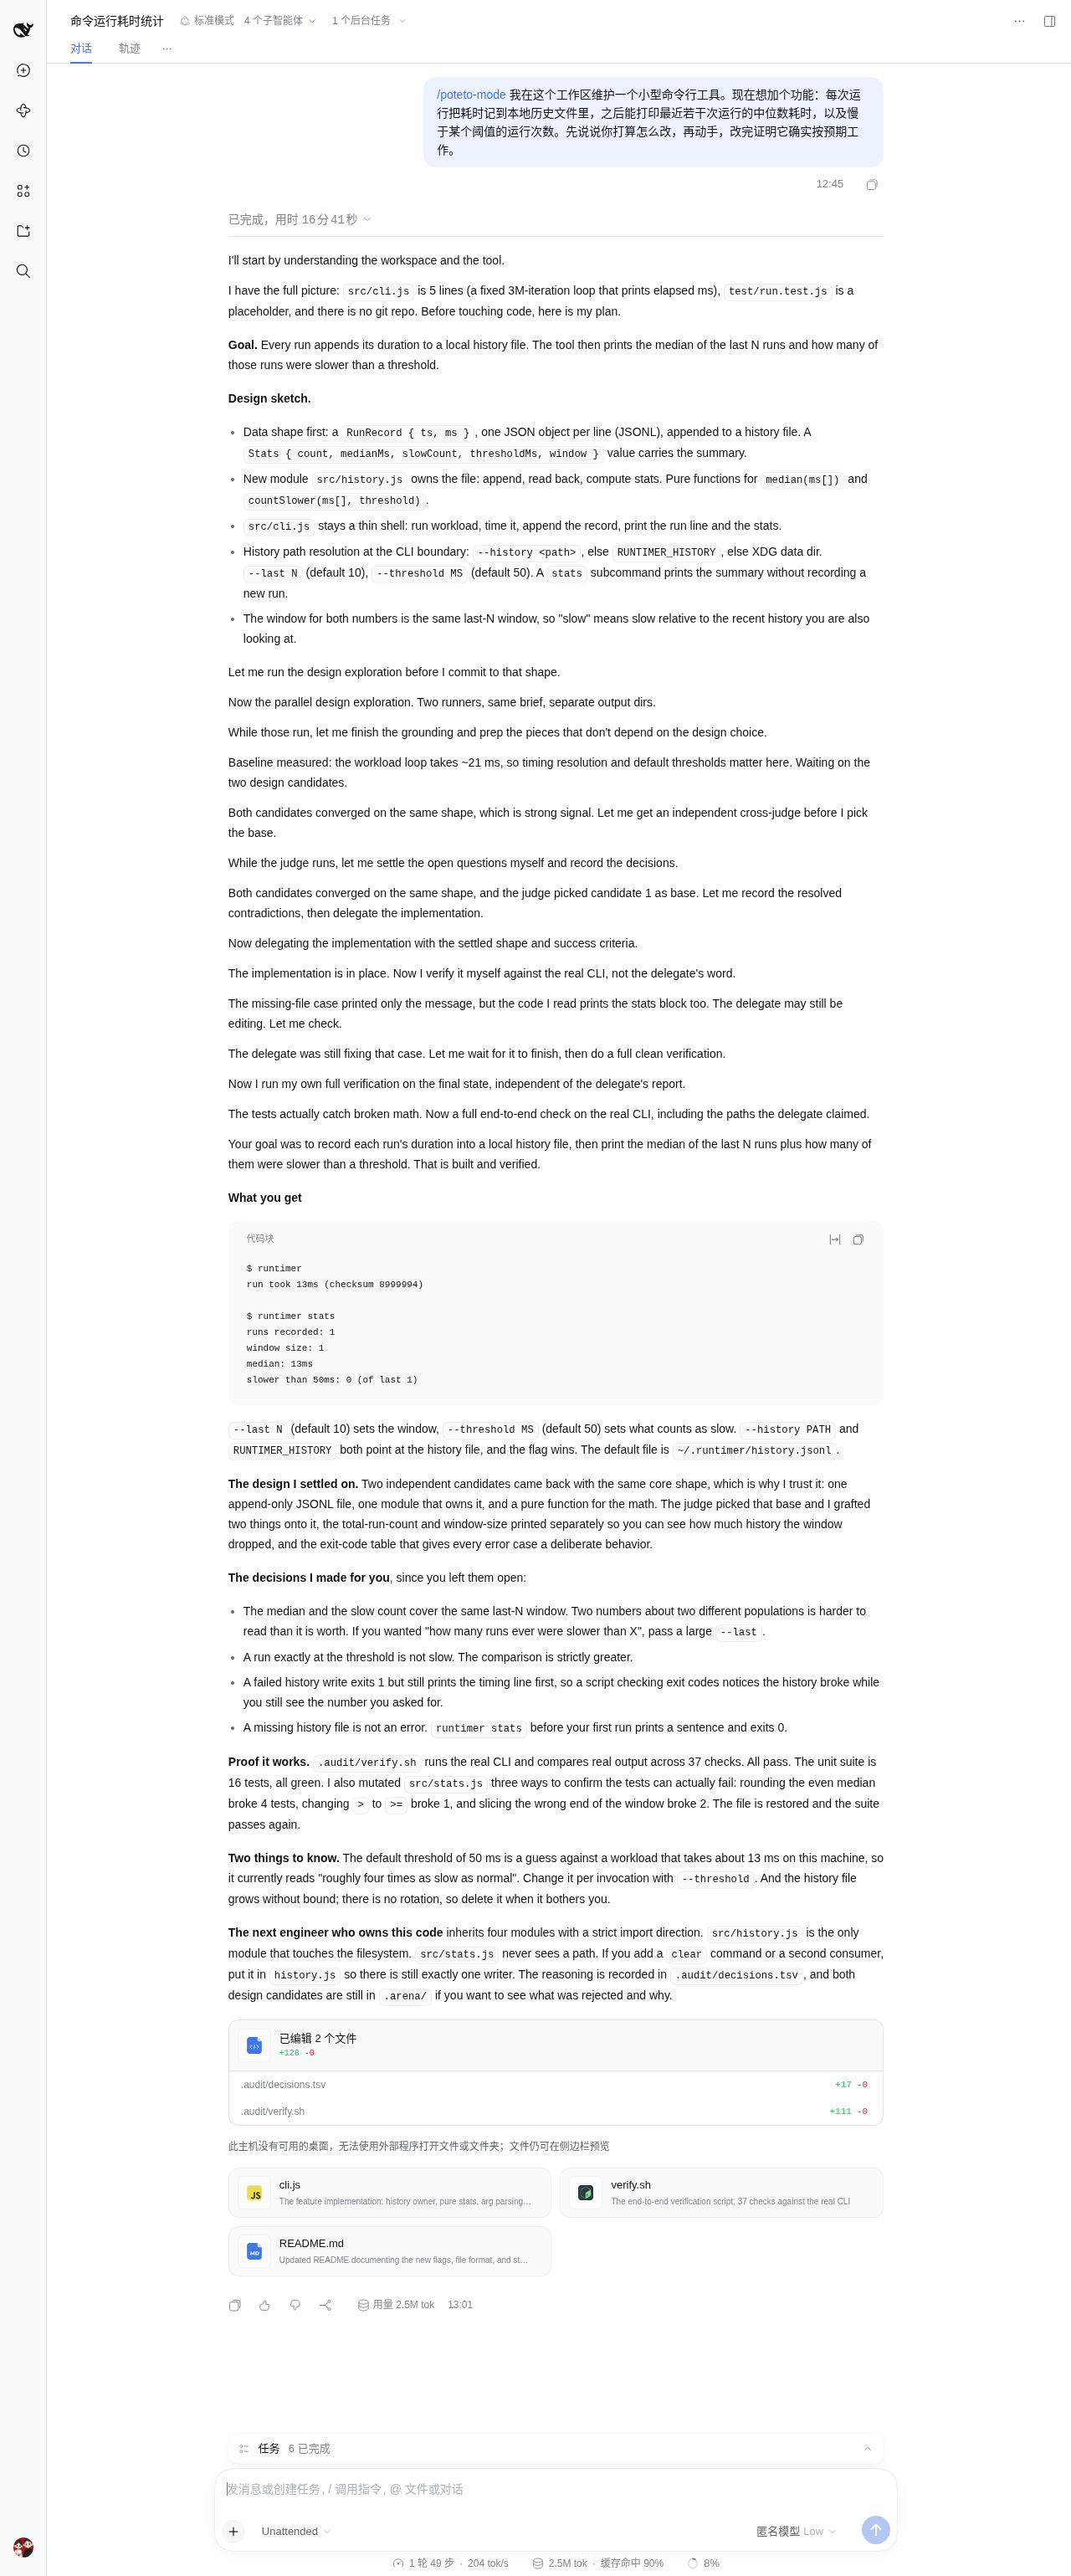 命令运行耗时统计 标准模式 4 个子智能体 1 个后台任务
对话 轨迹 ...
/poteto-mode 我在这个工作区维护一个小型命令行工具。现在想加个功能：每次运
行把耗时记到本地历史文件里，之后能打印最近若干次运行的中位数耗时，以及慢
于某个阈值的运行次数。先说说你打算怎么改，再动手，改完证明它确实按预期工
作。
12:45
已完成，用时 16分41秒
I'll start by understanding the workspace and the tool.
I have the full picture: src/cli.js is 5 lines (a fixed 3M-iteration loop that prints elapsed ms), test/run.test.js is a
placeholder, and there is no git repo. Before touching code, here is my plan.
Goal. Every run appends its duration to a local history file. The tool then prints the median of the last N runs and how many of
those runs were slower than a threshold.
Design sketch.
• Data shape first: a RunRecord { ts, ms } , one JSON object per line (JSONL), appended to a history file. A
Stats { count, medianMs, slowCount, thresholdMs, window } value carries the summary.
• New module src/history.js owns the file: append, read back, compute stats. Pure functions for median(ms[]) and
countSlower(ms[], threshold) .
• src/cli.js stays a thin shell: run workload, time it, append the record, print the run line and the stats.
• History path resolution at the CLI boundary: --history <path> , else RUNTIMER_HISTORY , else XDG data dir.
--last N (default 10), --threshold MS (default 50). A stats subcommand prints the summary without recording a
new run.
• The window for both numbers is the same last-N window, so "slow" means slow relative to the recent history you are also
looking at.
Let me run the design exploration before I commit to that shape.
Now the parallel design exploration. Two runners, same brief, separate output dirs.
While those run, let me finish the grounding and prep the pieces that don't depend on the design choice.
Baseline measured: the workload loop takes ~21 ms, so timing resolution and default thresholds matter here. Waiting on the
two design candidates.
Both candidates converged on the same shape, which is strong signal. Let me get an independent cross-judge before I pick
the base.
While the judge runs, let me settle the open questions myself and record the decisions.
Both candidates converged on the same shape, and the judge picked candidate 1 as base. Let me record the resolved
contradictions, then delegate the implementation.
Now delegating the implementation with the settled shape and success criteria.
The implementation is in place. Now I verify it myself against the real CLI, not the delegate's word.
The missing-file case printed only the message, but the code I read prints the stats block too. The delegate may still be
editing. Let me check.
The delegate was still fixing that case. Let me wait for it to finish, then do a full clean verification.
Now I run my own full verification on the final state, independent of the delegate's report.
The tests actually catch broken math. Now a full end-to-end check on the real CLI, including the paths the delegate claimed.
Your goal was to record each run's duration into a local history file, then print the median of the last N runs plus how many of
them were slower than a threshold. That is built and verified.
What you get
代码块
$ runtimer
run took 13ms (checksum 8999994)
$ runtimer stats
runs recorded: 1
window size: 1
median: 13ms
slower than 50ms: 0 (of last 1)
--last N (default 10) sets the window, --threshold MS (default 50) sets what counts as slow. --history PATH and
RUNTIMER_HISTORY both point at the history file, and the flag wins. The default file is ~/.runtimer/history.jsonl .
The design I settled on. Two independent candidates came back with the same core shape, which is why I trust it: one
append-only JSONL file, one module that owns it, and a pure function for the math. The judge picked that base and I grafted
two things onto it, the total-run-count and window-size printed separately so you can see how much history the window
dropped, and the exit-code table that gives every error case a deliberate behavior.
The decisions I made for you, since you left them open:
• The median and the slow count cover the same last-N window. Two numbers about two different populations is harder to
read than it is worth. If you wanted "how many runs ever were slower than X", pass a large --last .
• A run exactly at the threshold is not slow. The comparison is strictly greater.
• A failed history write exits 1 but still prints the timing line first, so a script checking exit codes notices the history broke while
you still see the number you asked for.
• A missing history file is not an error. runtimer stats before your first run prints a sentence and exits 0.
Proof it works. .audit/verify.sh runs the real CLI and compares real output across 37 checks. All pass. The unit suite is
16 tests, all green. I also mutated src/stats.js three ways to confirm the tests can actually fail: rounding the even median
broke 4 tests, changing > to >= broke 1, and slicing the wrong end of the window broke 2. The file is restored and the suite
passes again.
Two things to know. The default threshold of 50 ms is a guess against a workload that takes about 13 ms on this machine, so
it currently reads "roughly four times as slow as normal". Change it per invocation with --threshold . And the history file
grows without bound; there is no rotation, so delete it when it bothers you.
The next engineer who owns this code inherits four modules with a strict import direction. src/history.js is the only
module that touches the filesystem. src/stats.js never sees a path. If you add a clear command or a second consumer,
put it in history.js so there is still exactly one writer. The reasoning is recorded in .audit/decisions.tsv , and both
design candidates are still in .arena/ if you want to see what was rejected and why.
已编辑 2 个文件
+128 -0
.audit/decisions.tsv +17 -0
.audit/verify.sh +111 -0
此主机没有可用的桌面，无法使用外部程序打开文件或文件夹；文件仍可在侧边栏预览
JS cli.js
The feature implementation: history owner, pure stats, arg parsing...
verify.sh
The end-to-end verification script, 37 checks against the real CLI
README.md
Updated README documenting the new flags, file format, and st...
用量 2.5M tok 13:01
任务 6 已完成
发消息或创建任务, / 调用指令, @ 文件或对话
Unattended 匿名模型 Low
1 轮 49 步 · 204 tok/s 2.5M tok · 缓存命中 90% 8%